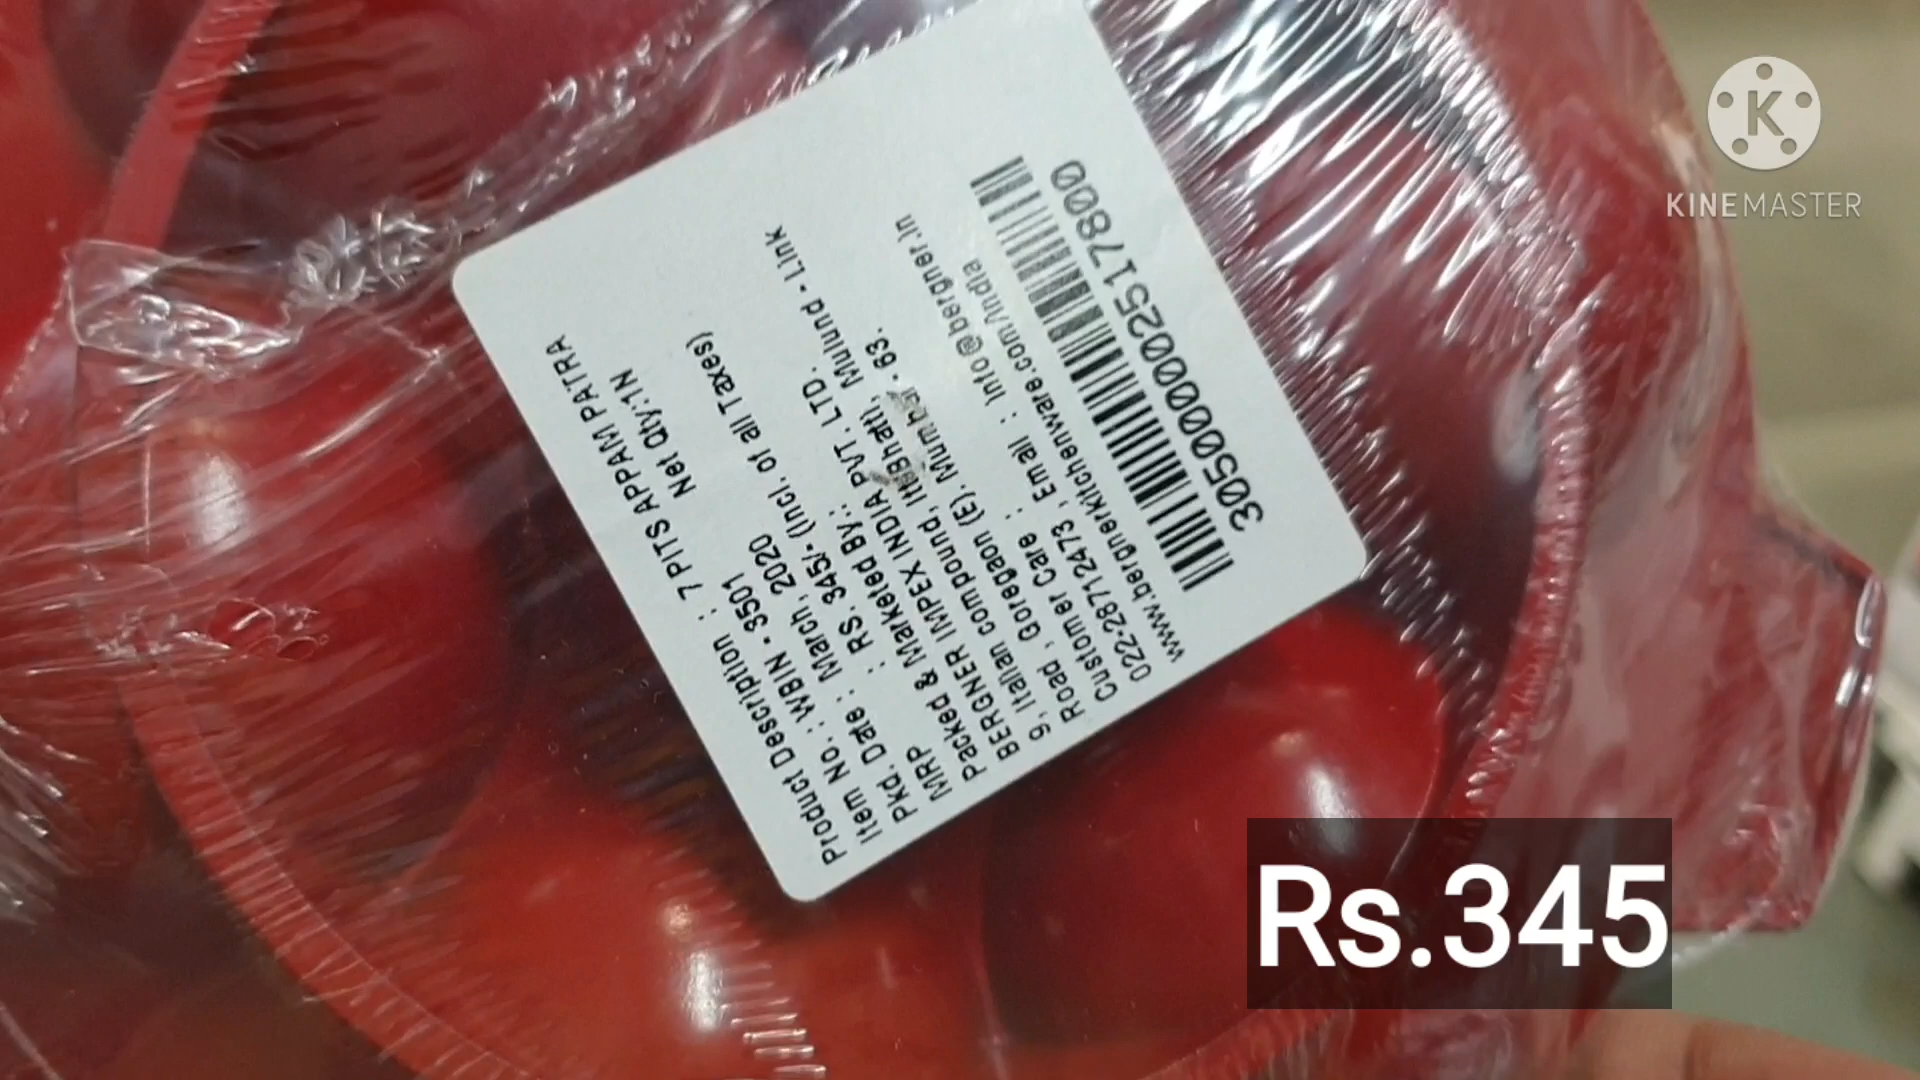 Product Description : 7 PITS APPAM PATRA
Item No. : WBIN - 3501 Net Qty:1N
Pkd. Date : March, 2020
MRP : RS. 345/- (Incl. of all Taxes)
Packed & Marketed By.:
BERGNER IMPEX INDIA PVT. LTD.
9, Italian compound, Mulund - Link
Road, Goregaon (E), Mumbai - 63.
Customer Care : Email : info@bergner.in
022-28712473, 
www.bergnerkitchenware.com/india
3050000002517800
K
KINEMASTER
Rs.345